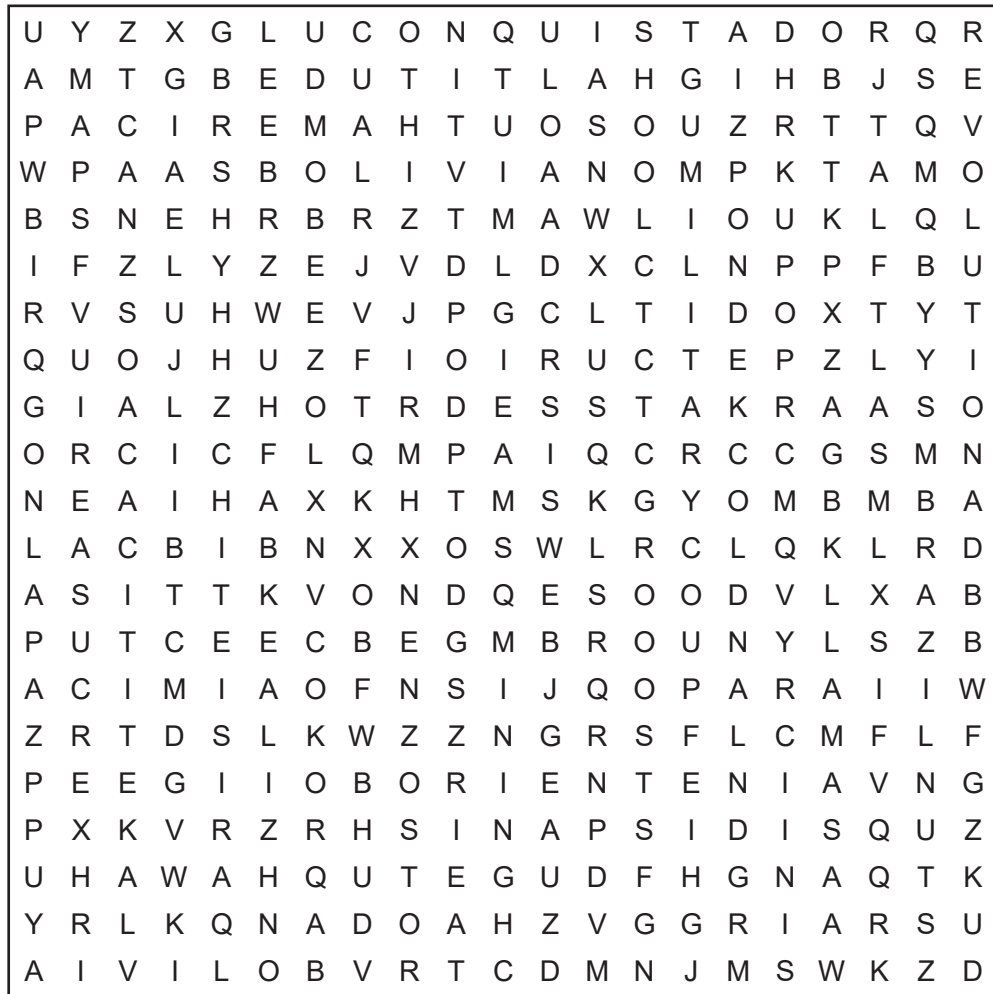 U Y Z X G L U C O N Q U I S T A D O R Q R
A M T G B E D U T I T L A H G I H B J S E
P A C I R E M A H T U O S O U Z R T T Q V
W P A A S B O L I V I A N O M P K T A M O
B S N E H R B R Z T M A W L I O U K L Q L
I F Z L Y Z E J V D L D X C L N P P F B U
R V S U H W E V J P G C L T I D O X T Y T
Q U O J H U Z F I O I R U C T E P Z L Y I
G I A L Z H O T R D E S S T A K R A A S O
O R C I C F L Q M P A I Q C R C C G S M N
N E A I H A X K H T M S K G Y O M B M B A
L A C B I B N X X O S W L R C L Q K L R D
A S I T T K V O N D Q E S O O D V L X A B
P U T C E E C B E G M B R O U N Y L S Z B
A C I M I A O F N S I J Q O P A R A I I W
Z R T D S L K W Z Z N G R S F L C M F L F
P E E G I I O B O R I E N T E N I A V N G
P X K V R Z R H S I N A P S I D I S Q U Z
U H A W A H Q U T E G U D F H G N A Q T K
Y R L K Q N A D O A H Z V G G R I A R S U
A I V I L O B V R T C D M N J M S W K Z D